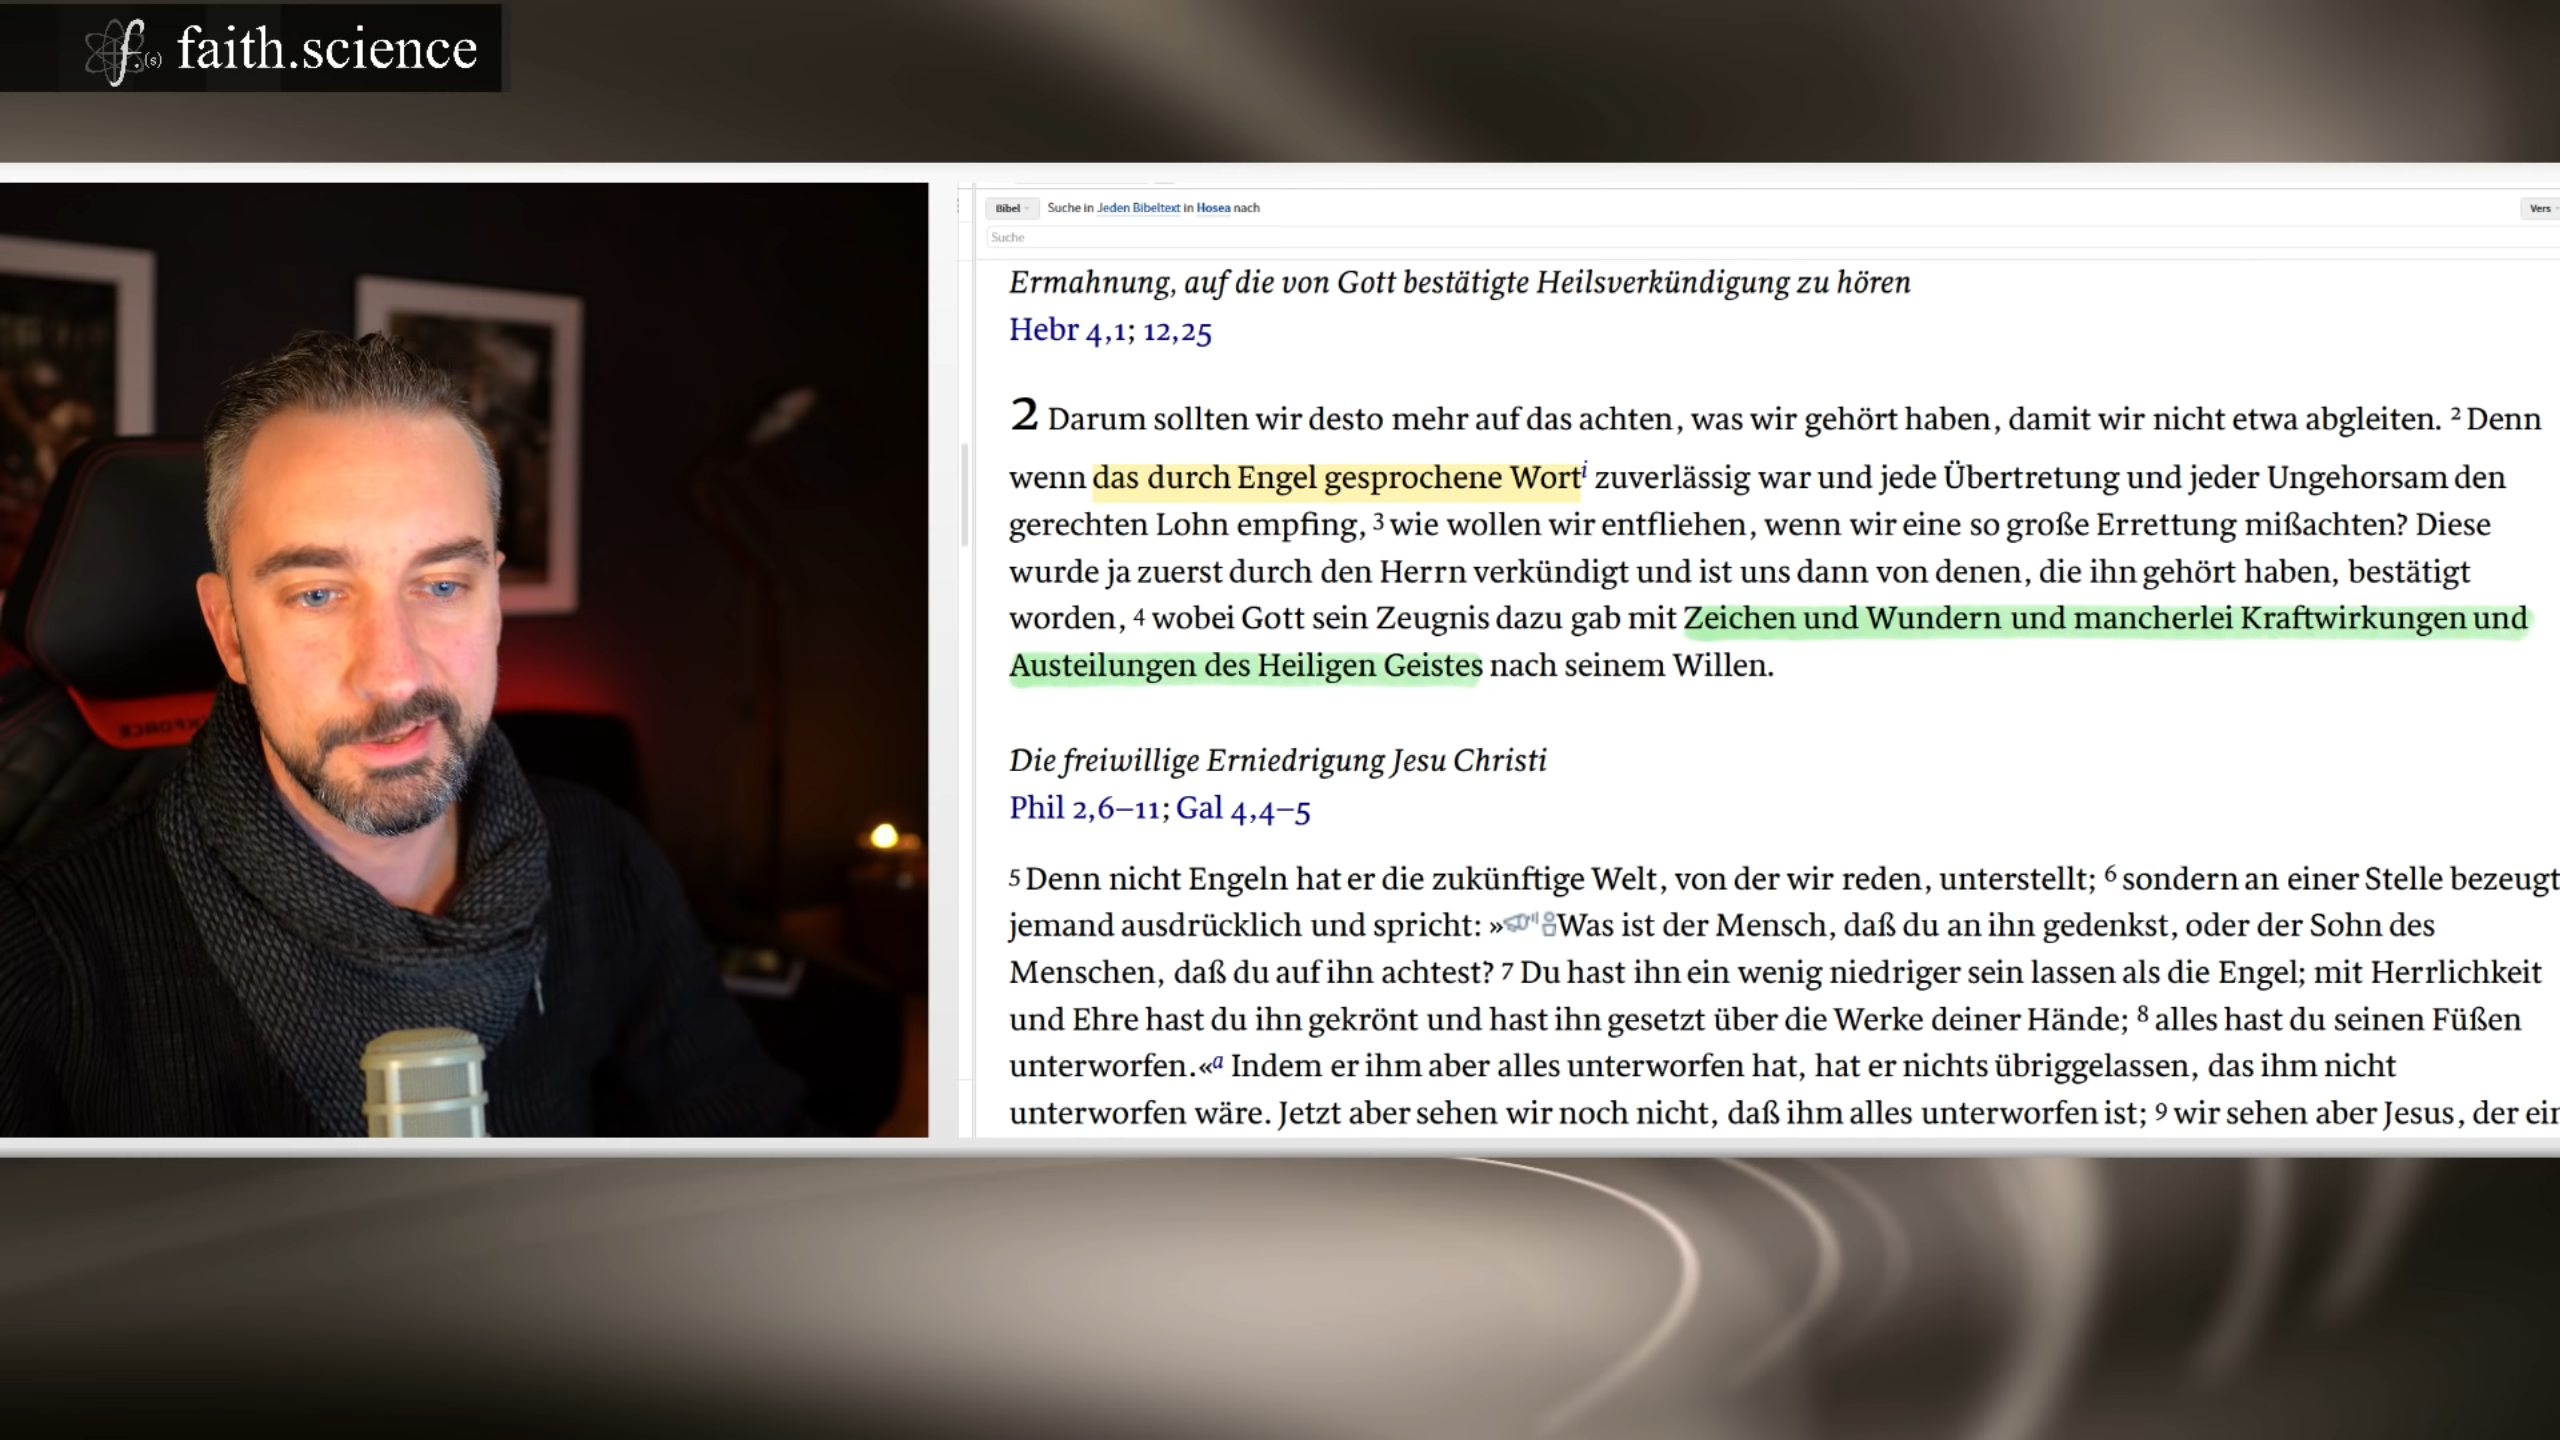 f.(s) faith.science
Bibel Suche in Jeden Bibeltext in Hosea nach Vers
Suche
Ermahnung, auf die von Gott bestätigte Heilsverkündigung zu hören
Hebr 4,1; 12,25
2 Darum sollten wir desto mehr auf das achten, was wir gehört haben, damit wir nicht etwa abgleiten. 2 Denn
wenn das durch Engel gesprochene Wort i zuverlässig war und jede Übertretung und jeder Ungehorsam den
gerechten Lohn empfing, 3 wie wollen wir entfliehen, wenn wir eine so große Errettung mißachten? Diese
wurde ja zuerst durch den Herrn verkündigt und ist uns dann von denen, die ihn gehört haben, bestätigt
worden, 4 wobei Gott sein Zeugnis dazu gab mit Zeichen und Wundern und mancherlei Kraftwirkungen und
Austeilungen des Heiligen Geistes nach seinem Willen.
Die freiwillige Erniedrigung Jesu Christi
Phil 2,6–11; Gal 4,4–5
5 Denn nicht Engeln hat er die zukünftige Welt, von der wir reden, unterstellt; 6 sondern an einer Stelle bezeugt
jemand ausdrücklich und spricht: »Was ist der Mensch, daß du an ihn gedenkst, oder der Sohn des
Menschen, daß du auf ihn achtest? 7 Du hast ihn ein wenig niedriger sein lassen als die Engel; mit Herrlichkeit
und Ehre hast du ihn gekrönt und hast ihn gesetzt über die Werke deiner Hände; 8 alles hast du seinen Füßen
unterworfen.« a Indem er ihm aber alles unterworfen hat, hat er nichts übriggelassen, das ihm nicht
unterworfen wäre. Jetzt aber sehen wir noch nicht, daß ihm alles unterworfen ist; 9 wir sehen aber Jesus, der ein